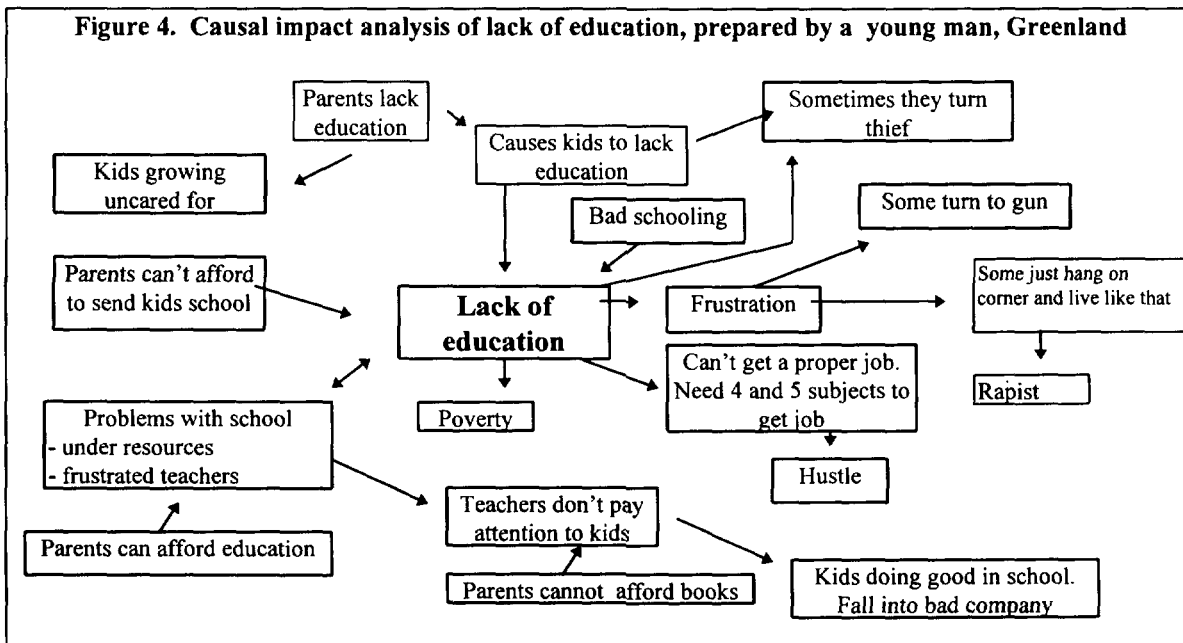 Figure 4. Causal impact analysis of lack of education, prepared by a young man, Greenland
Parents lack
education
Sometimes they turn
thief
Causes kids to lack
education
Kids growing
uncared for
Bad schooling
Some turn to gun
Parents can't afford
to send kids school
Lack of
education
Frustration
Some just hang on
corner and live like that
Can't get a proper job.
Need 4 and 5 subjects to
get job
Rapist
Poverty
Problems with school
- under resources
- frustrated teachers
Hustle
Teachers don't pay
attention to kids
Parents can afford education
Parents cannot afford books
Kids doing good in school.
Fall into bad company